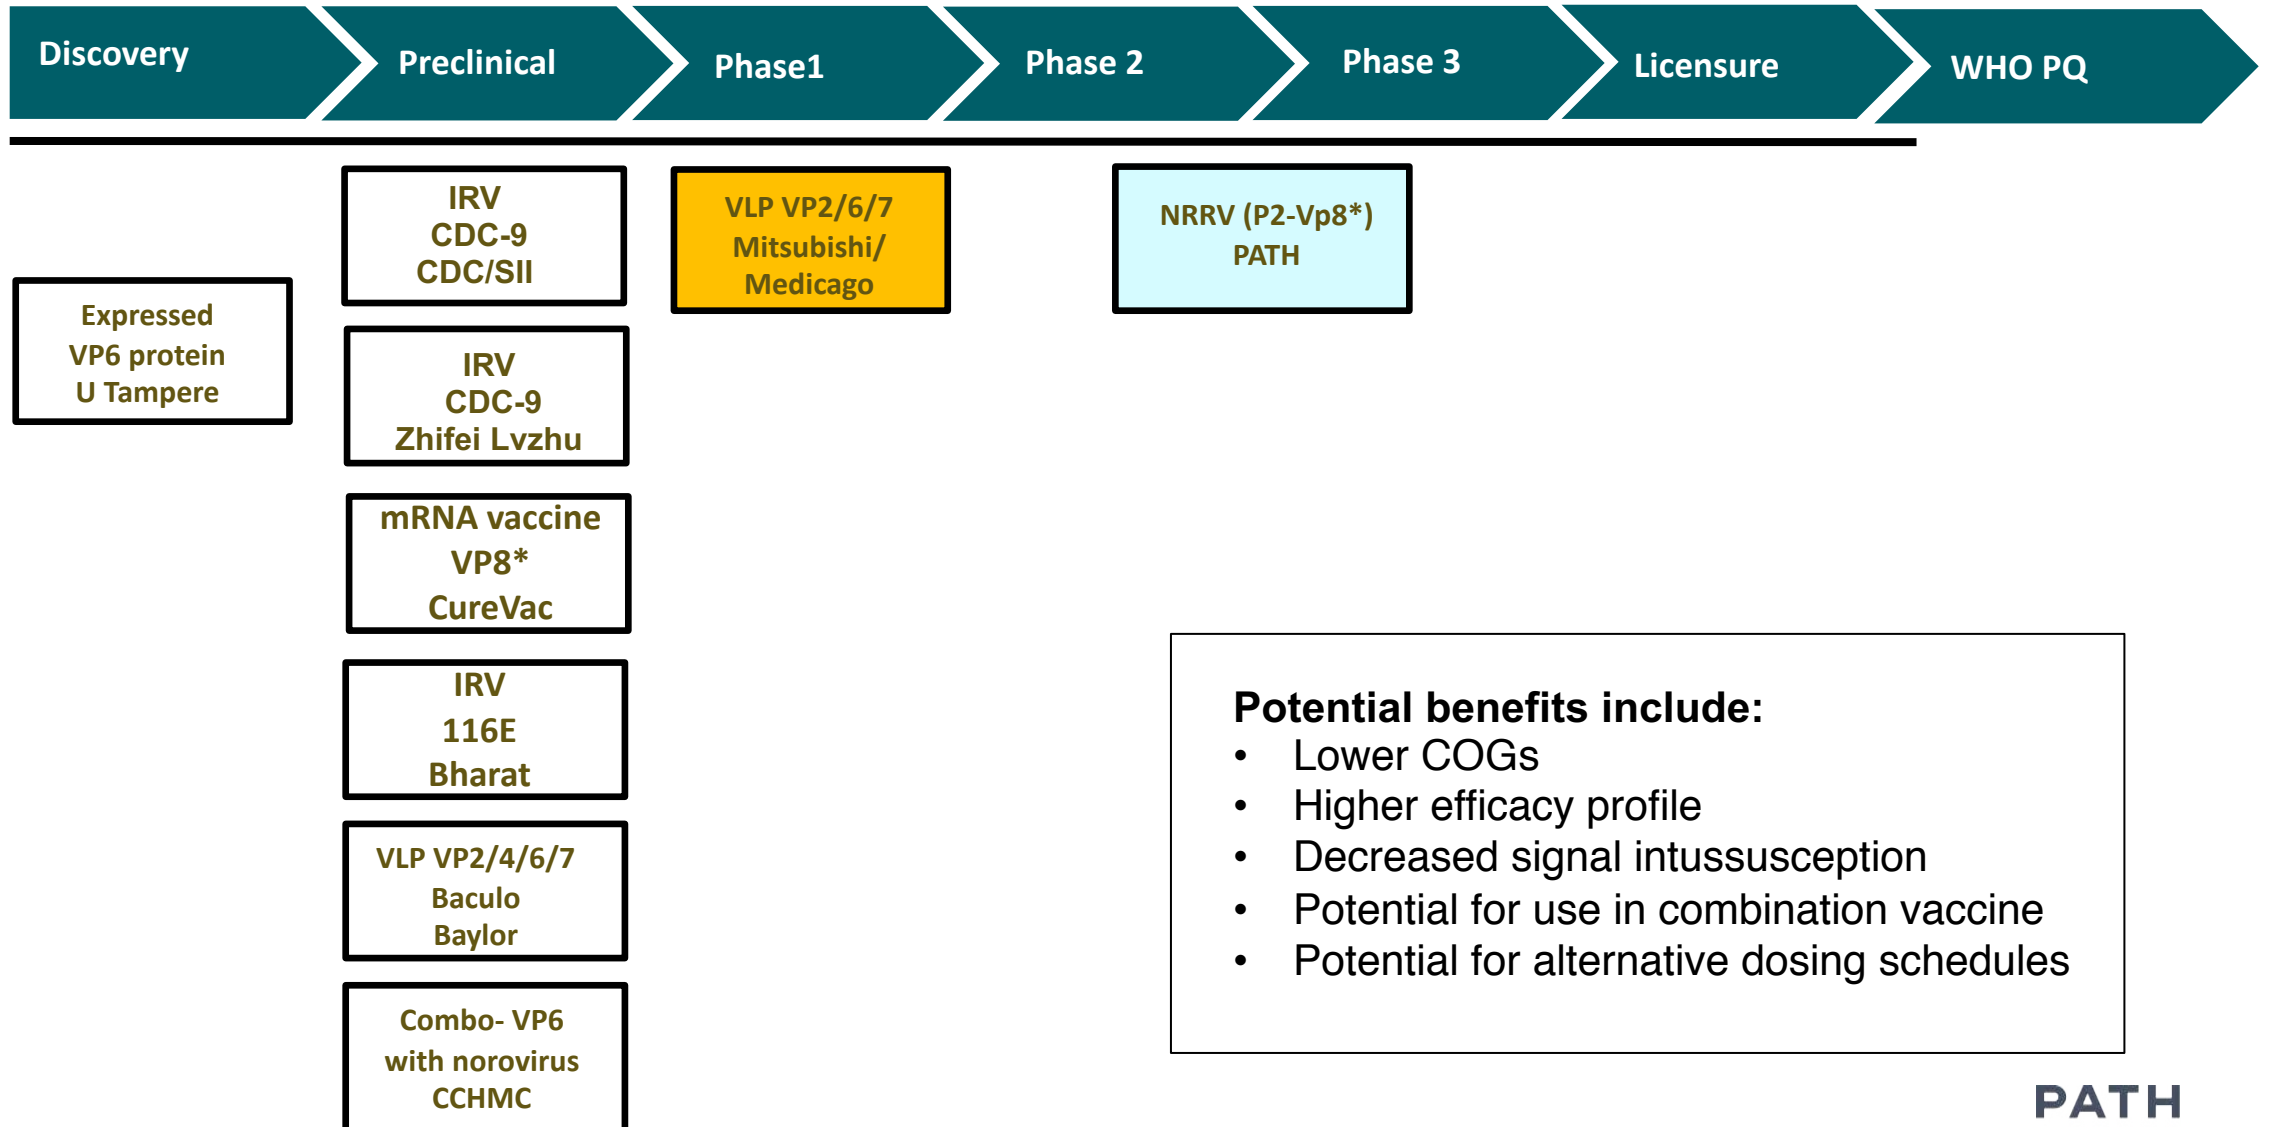 Discovery
Preclinical
Phase1
Phase 2
Phase 3
Licensure
WHO PQ
Expressed
VP6 protein
U Tampere
IRV
CDC-9
CDC/SII
IRV
CDC-9
Zhifei Lvzhu
mRNA vaccine
VP8*
CureVac
IRV
116E
Bharat
VLP VP2/4/6/7
Baculo
Baylor
Combo- VP6
with norovirus
CCHMC
VLP VP2/6/7
Mitsubishi/
Medicago
NRRV (P2-Vp8*)
PATH
Potential benefits include:
• Lower COGs
• Higher efficacy profile
• Decreased signal intussusception
• Potential for use in combination vaccine
• Potential for alternative dosing schedules
PATH